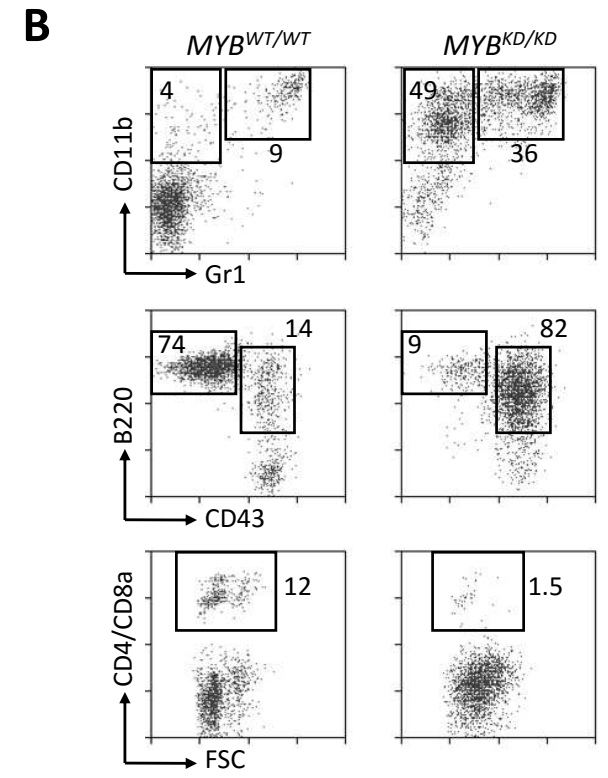 B
MYB^WT/WT MYB^KD/KD
4 49
CD11b
9 36
Gr1
14 82
74 9
B220
CD43
12 1.5
CD4/CD8a
FSC